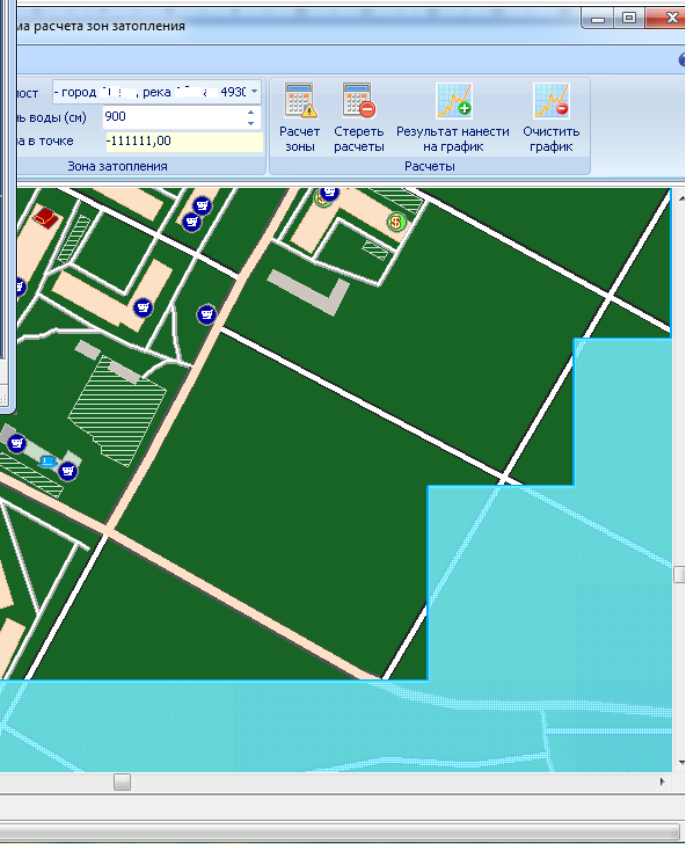 ма расчета зон затопления
пост - город , река 4930
ь воды (см) 900
а в точке -111111,00
Зона затопления
Расчет зоны
Стереть расчеты
Результат нанести на график
Очистить график
Расчеты